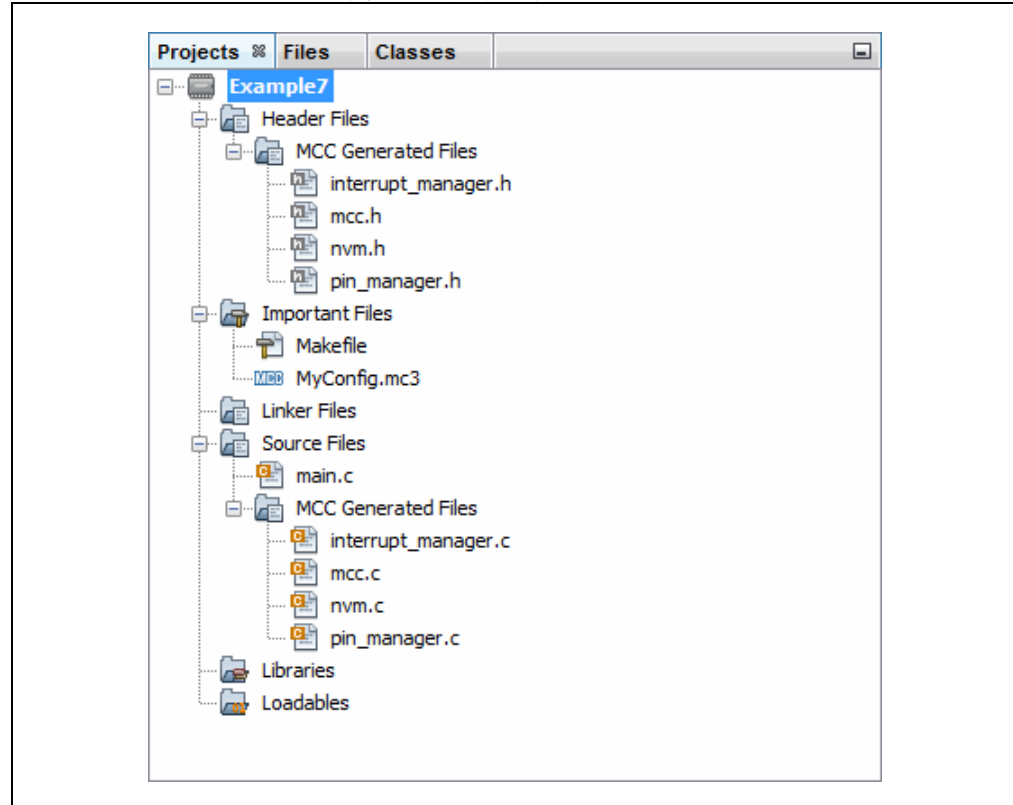 Projects Files Classes
Example7
Header Files
MCC Generated Files
interrupt_manager.h
mcc.h
nvm.h
pin_manager.h
Important Files
Makefile
MCC MyConfig.mc3
Linker Files
Source Files
main.c
MCC Generated Files
interrupt_manager.c
mcc.c
nvm.c
pin_manager.c
Libraries
Loadables